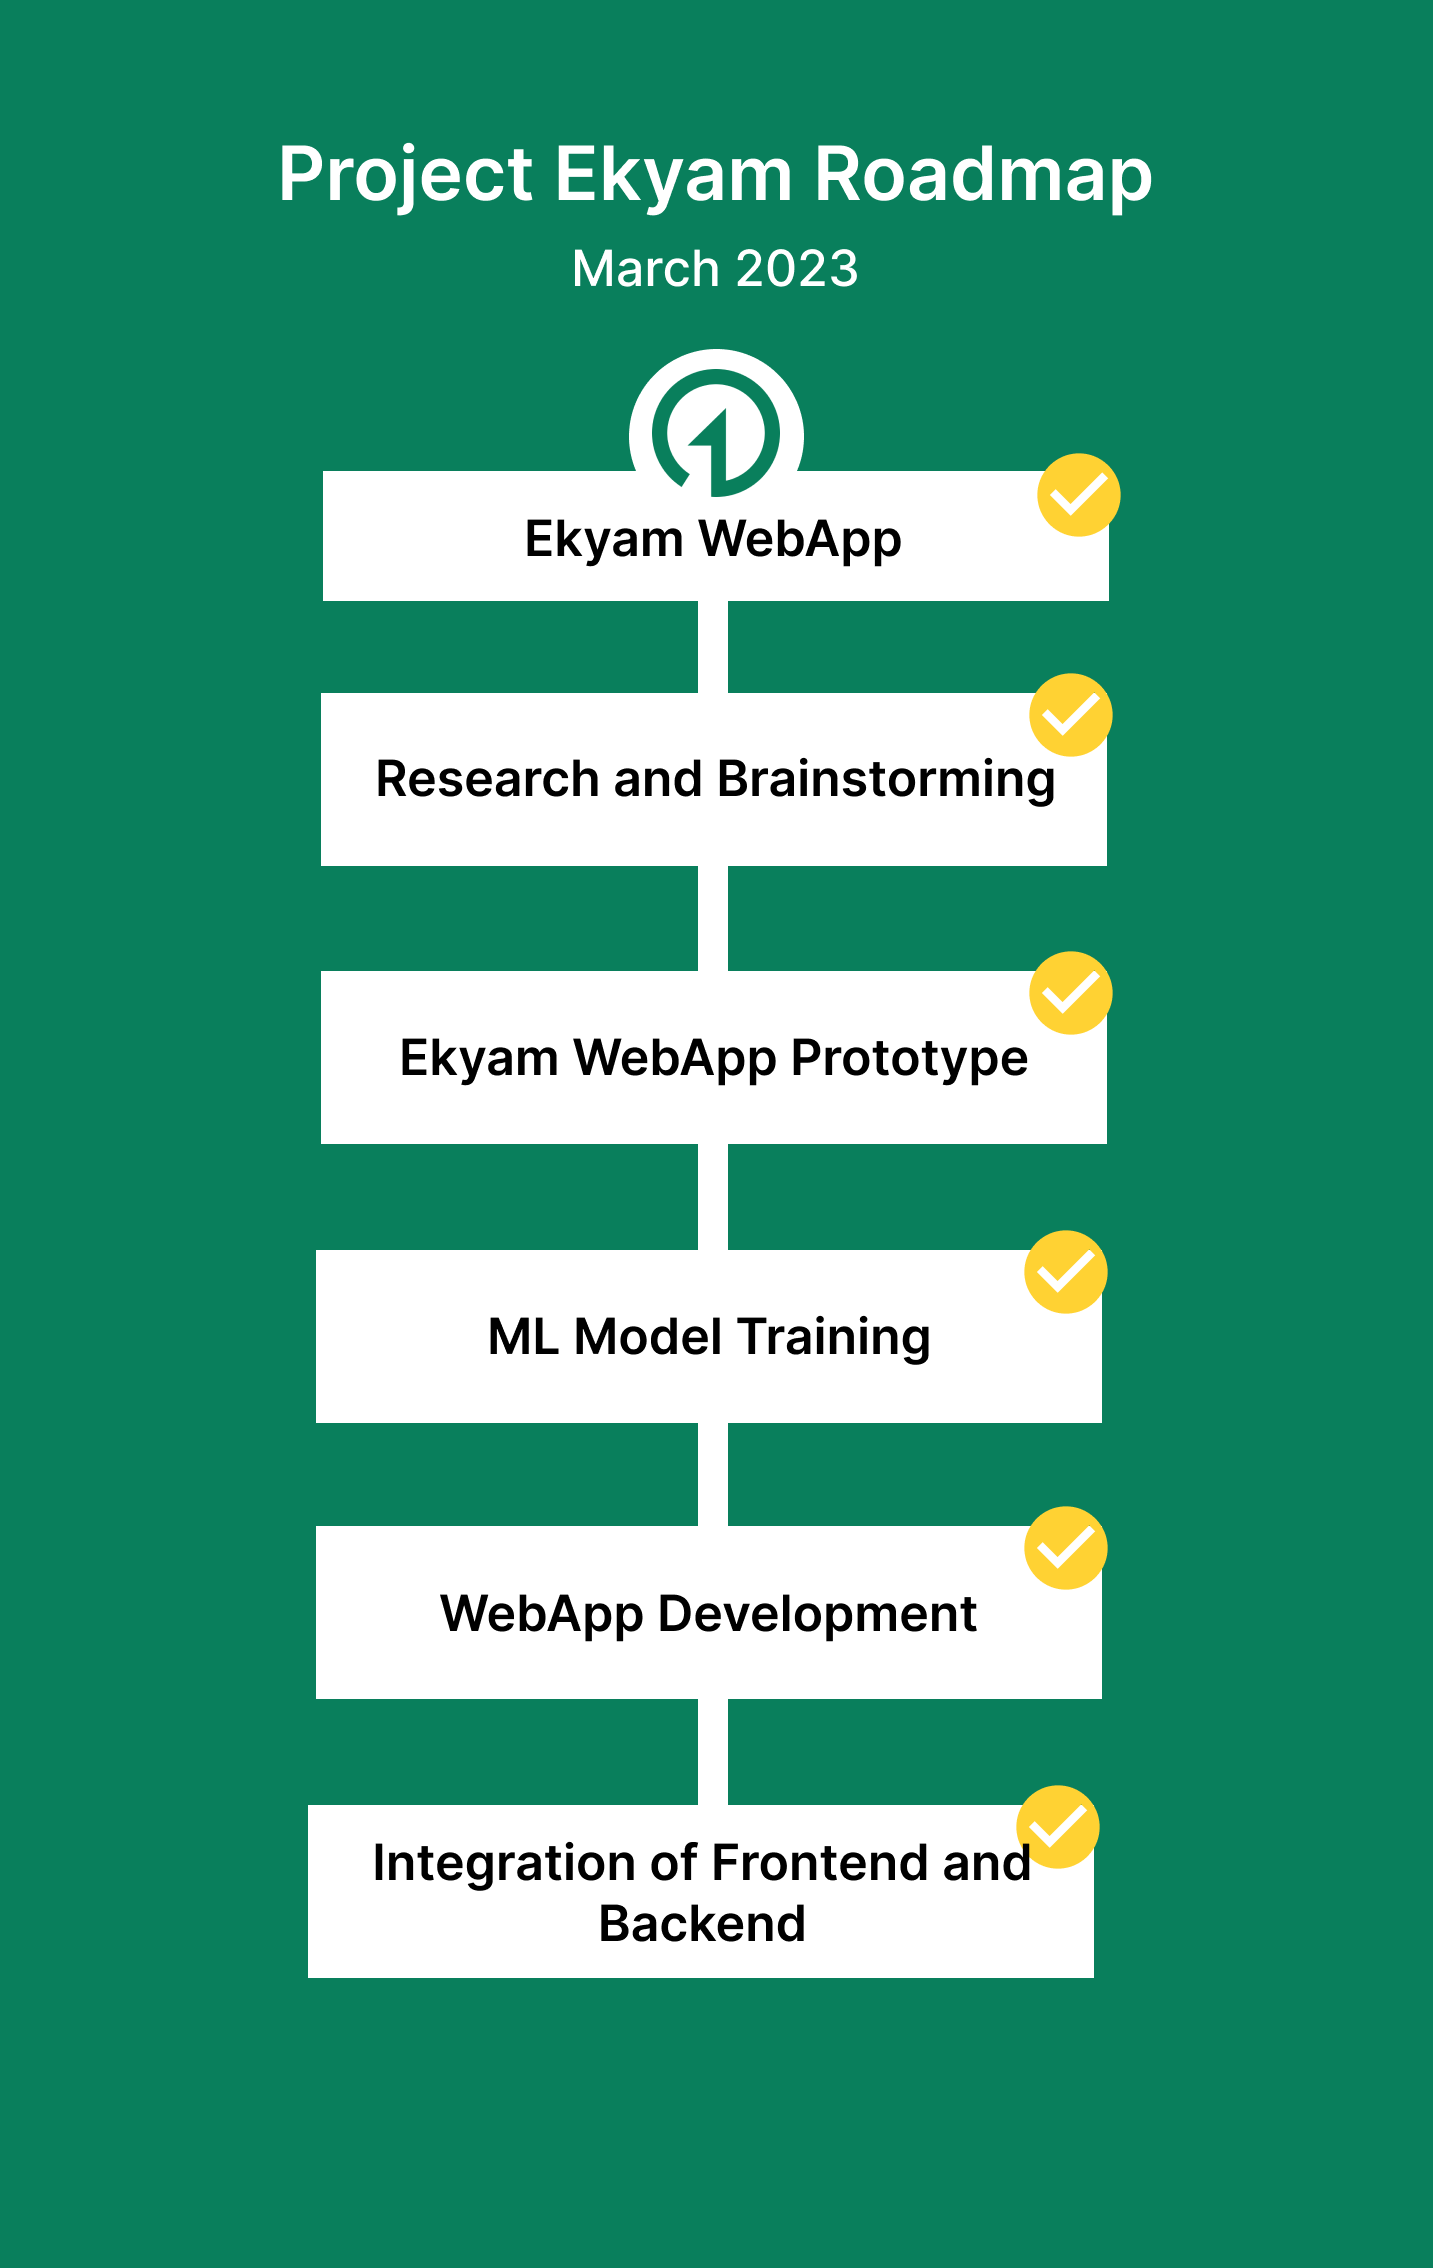 Project Ekyam Roadmap
March 2023
Ekyam WebApp
Research and Brainstorming
Ekyam WebApp Prototype
ML Model Training
WebApp Development
Integration of Frontend and
Backend